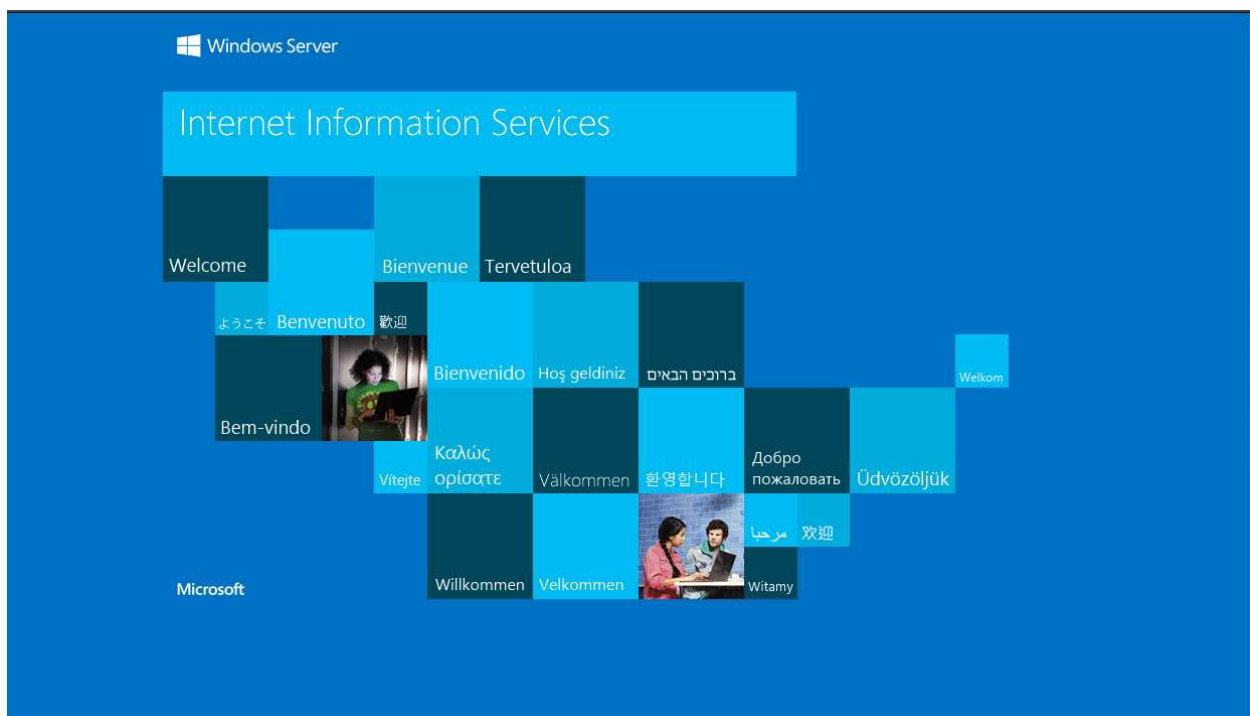 Windows Server
Internet Information Services
Welcome
Bienvenue
Tervetuloa
ようこそ
Benvenuto
歡迎
Bienvenido
Hoş geldiniz
ברוכים הבאים
Welkom
Bem-vindo
Vítejte
Καλώς
ορίσατε
Välkommen
환영합니다
Добро
пожаловать
Üdvözöljük
مرحبا
欢迎
Microsoft
Willkommen
Velkommen
Witamy